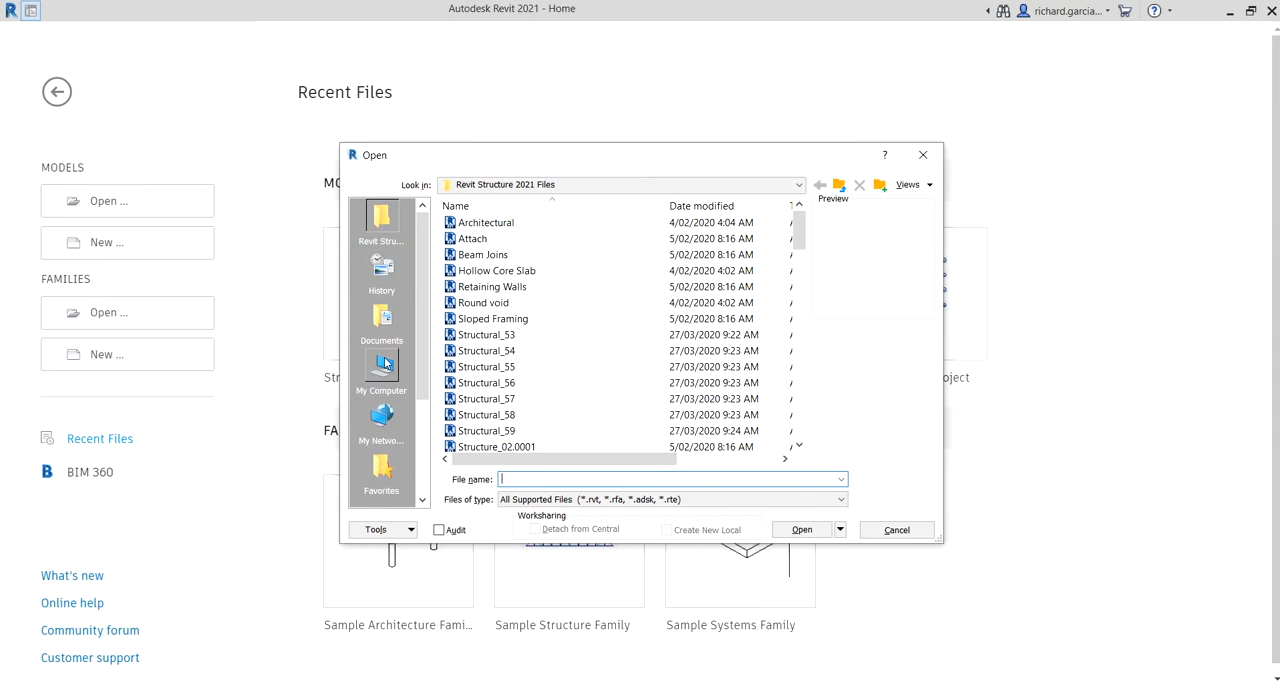 Autodesk Revit 2021 - Home
richard.garcia...
Recent Files
MODELS
Open ...
New ...
FAMILIES
Open ...
New ...
Recent Files
BIM 360
What's new
Online help
Community forum
Customer support
MO
Str
FA
oject
R Open
?
Look in:
Revit Structure 2021 Files
Views
Revit Stru...
History
Documents
My Computer
My Netwo...
Favorites
Name
Date modified
Architectural
4/02/2020 4:04 AM
Attach
5/02/2020 8:16 AM
Beam Joins
5/02/2020 8:16 AM
Hollow Core Slab
4/02/2020 4:02 AM
Retaining Walls
5/02/2020 8:16 AM
Round void
4/02/2020 4:02 AM
Sloped Framing
5/02/2020 8:16 AM
Structural_53
27/03/2020 9:22 AM
Structural_54
27/03/2020 9:23 AM
Structural_55
27/03/2020 9:23 AM
Structural_56
27/03/2020 9:23 AM
Structural_57
27/03/2020 9:23 AM
Structural_58
27/03/2020 9:23 AM
Structural_59
27/03/2020 9:24 AM
Structure_02.0001
5/02/2020 8:16 AM
Preview
File name:
Files of type:
All Supported Files (*.rvt, *.rfa, *.adsk, *.rte)
Worksharing
Tools
Audit
Detach from Central
Create New Local
Open
Cancel
Sample Architecture Fami...
Sample Structure Family
Sample Systems Family